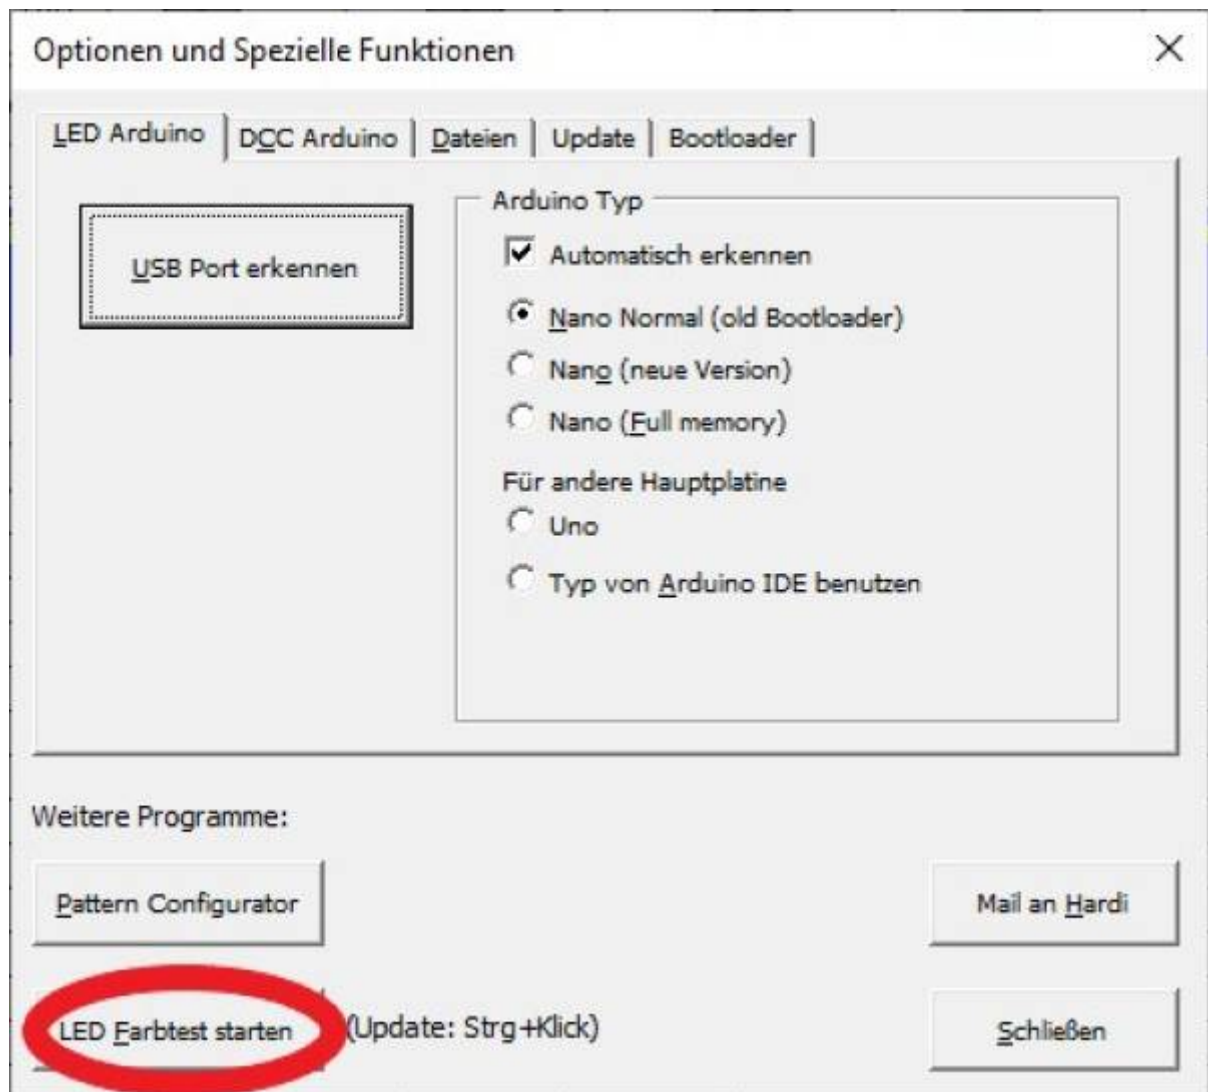 Optionen und Spezielle Funktionen
LED Arduino
DCC Arduino
Dateien
Update
Bootloader
USB Port erkennen
Arduino Typ
Automatisch erkennen
Nano Normal (old Bootloader)
Nano (neue Version)
Nano (Full memory)
Für andere Hauptplatine
Uno
Typ von Arduino IDE benutzen
Weitere Programme:
Pattern Configurator
Mail an Hardi
LED Farbtest starten
(Update: Strg+Klick)
Schließen